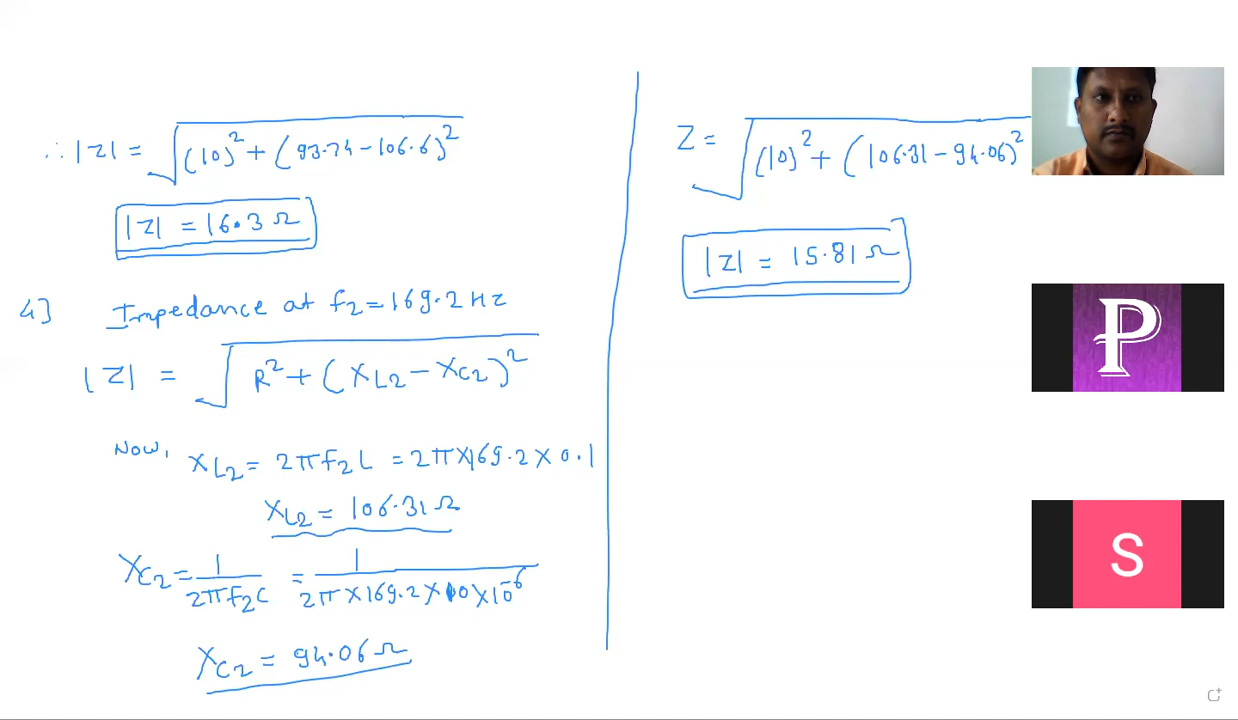 ∴ |Z| = √(10)² + (93.74 - 106.6)²
|Z| = 16.3 Ω
4] Impedance at f₂ = 169.2 Hz
|Z| = √R² + (XL₂ - XC₂)²
Now, XL₂ = 2πf₂L = 2π×169.2×0.1
XL₂ = 106.31 Ω
XC₂ = 1/2πf₂C = 1/2π×169.2×10×10⁻⁶
XC₂ = 94.06 Ω
Z = √(10)² + (106.31 - 94.06)²
|Z| = 15.81 Ω
P
S